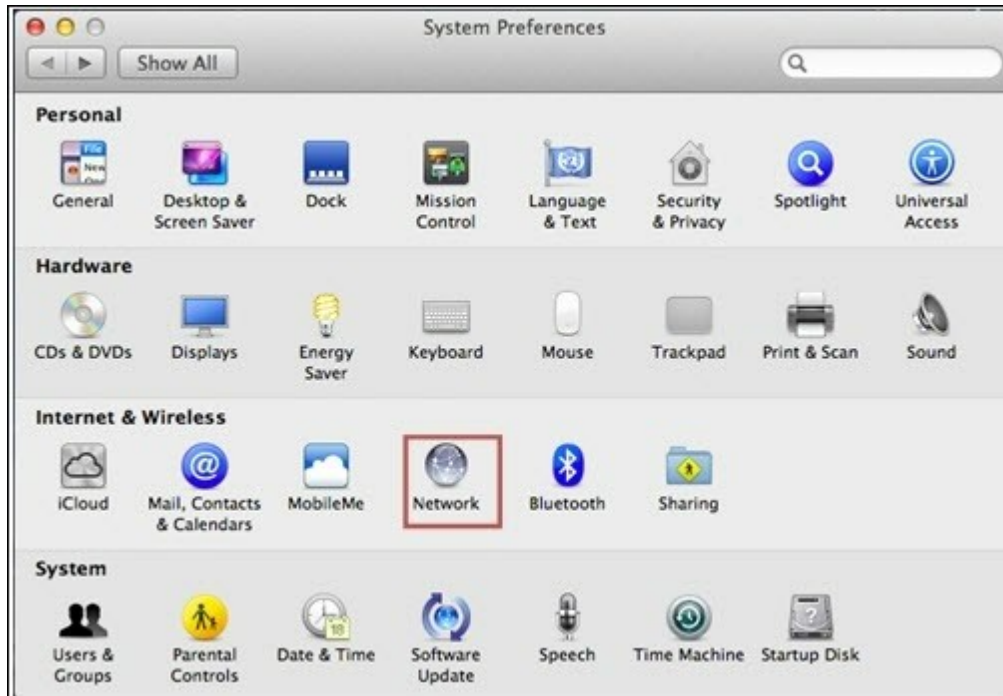 System Preferences
Show All
Personal
General
Desktop &
Screen Saver
Dock
Mission
Control
Language
& Text
Security
& Privacy
Spotlight
Universal
Access
Hardware
CDs & DVDs
Displays
Energy
Saver
Keyboard
Mouse
Trackpad
Print & Scan
Sound
Internet & Wireless
iCloud
Mail, Contacts
& Calendars
MobileMe
Network
Bluetooth
Sharing
System
Users &
Groups
Parental
Controls
Date & Time
18
Software
Update
Speech
Time Machine
Startup Disk